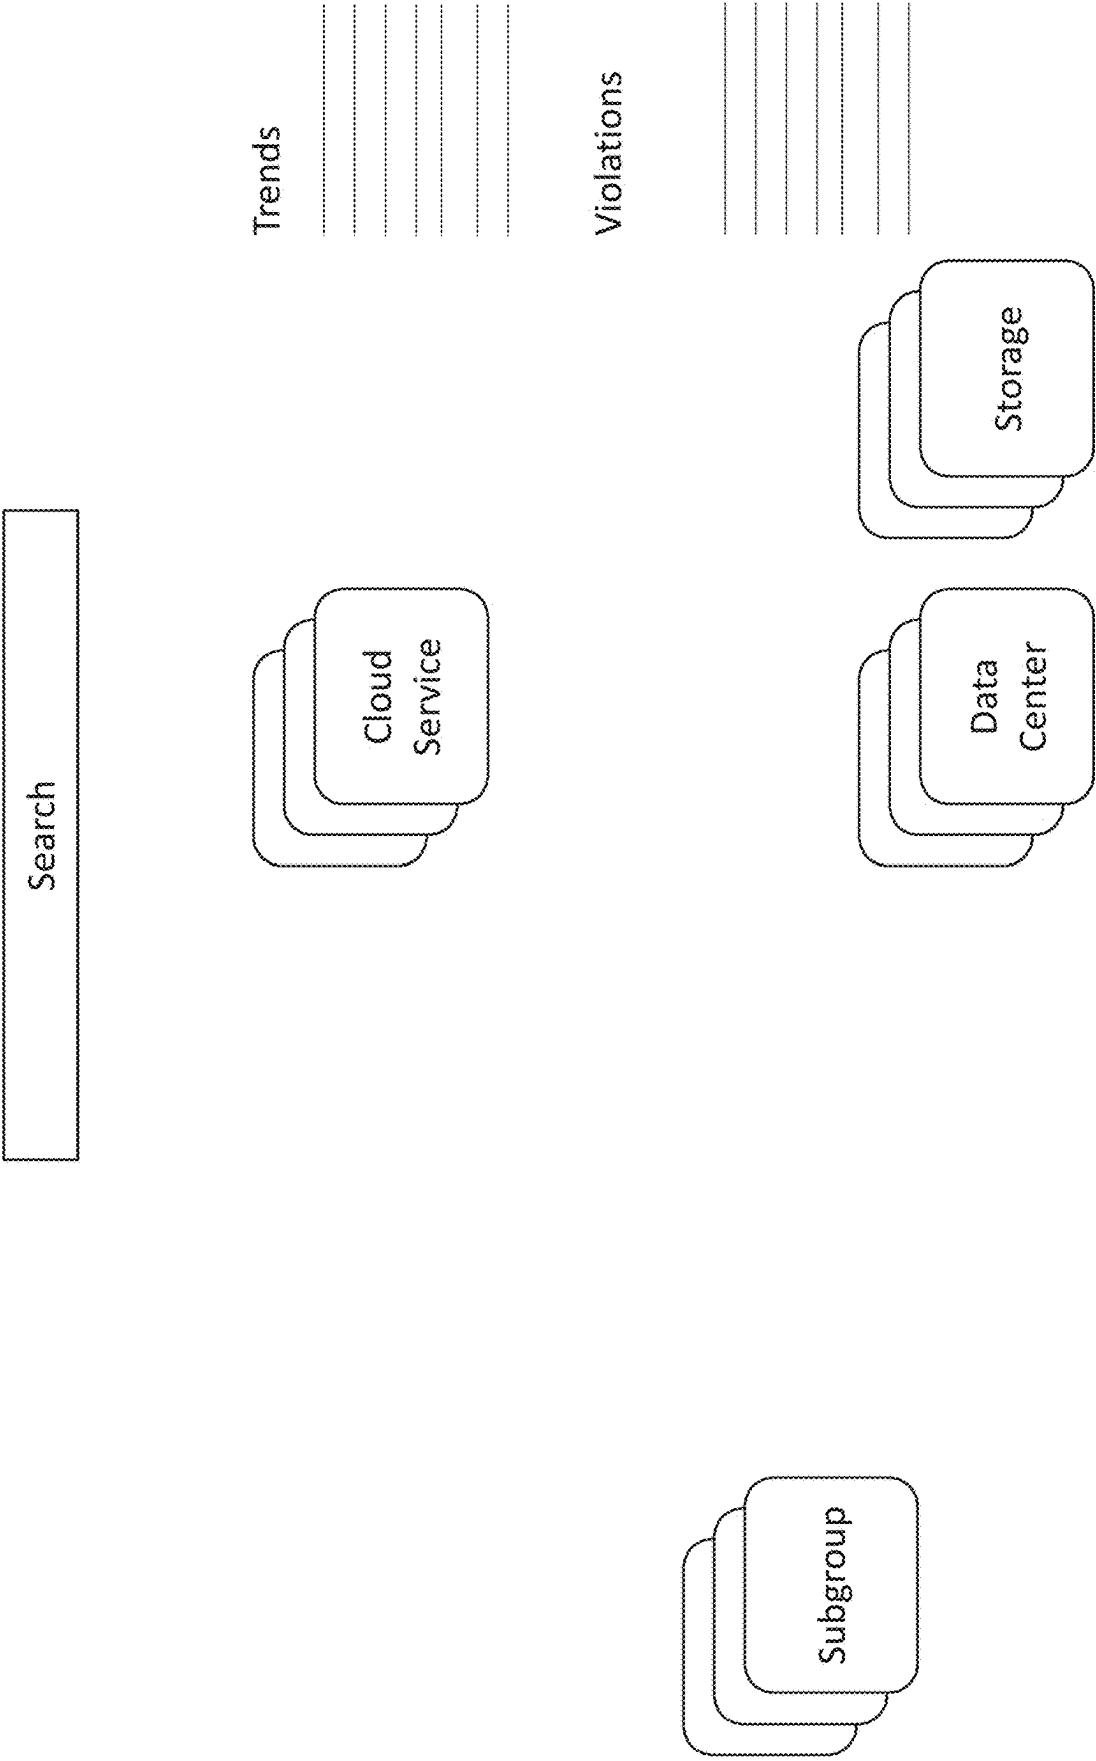 Search
Trends
Cloud
Service
Violations
Subgroup
Data
Center
Storage